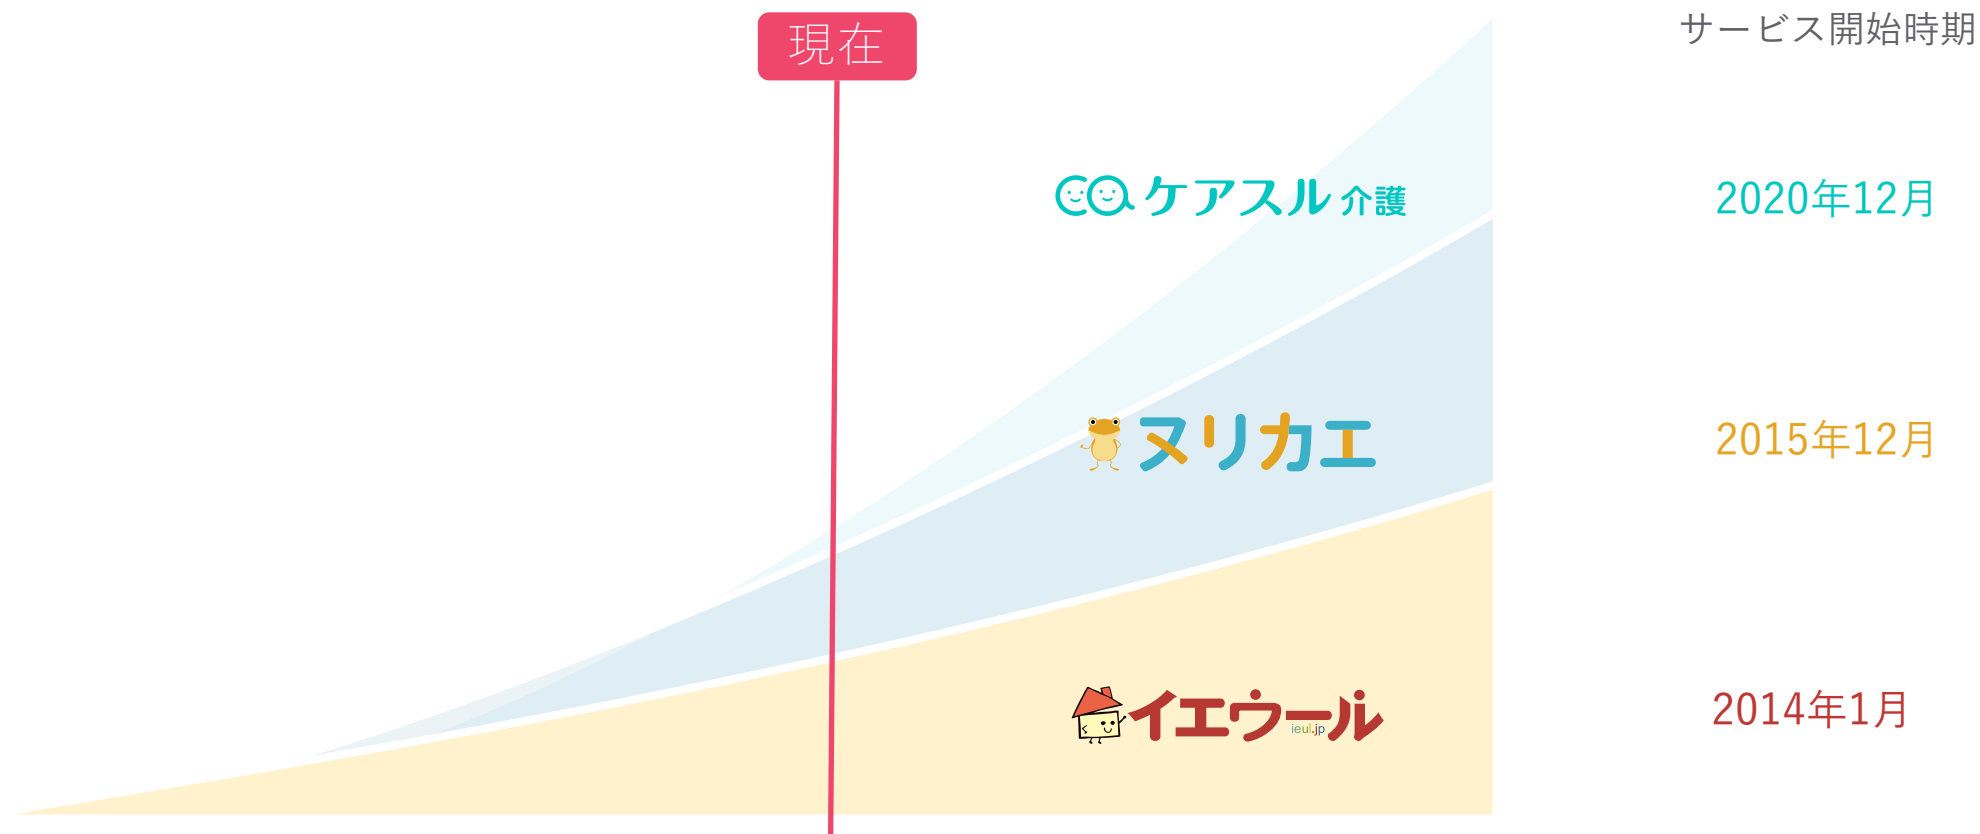 現在
サービス開始時期
ケアスル 介護
2020年12月
ヌリカエ
2015年12月
イエウール
ieul.jp
2014年1月